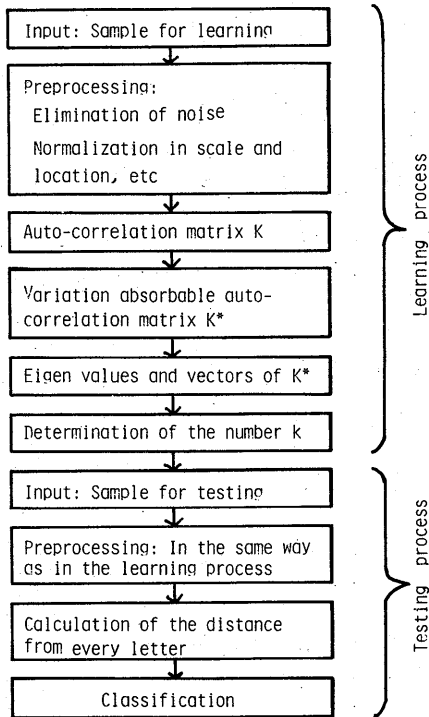 Input: Sample for learning
Preprocessing:
Elimination of noise
Normalization in scale and
location, etc
Auto-correlation matrix K
Variation absorbable auto-
correlation matrix K*
Eigen values and vectors of K*
Determination of the number k
Learning process
Input: Sample for testing
Preprocessing: In the same way
as in the learning process
Calculation of the distance
from every letter
Classification
Testing process